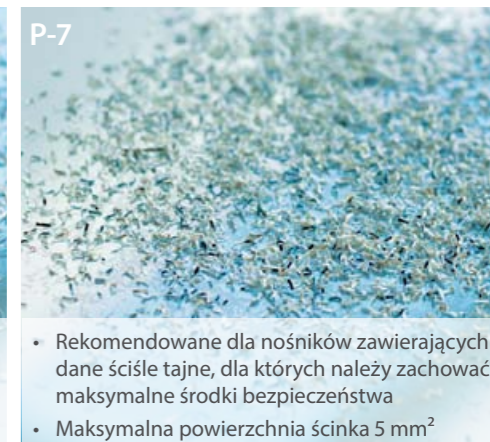 P-7
• Rekomendowane dla nośników zawierających
dane ściśle tajne, dla których należy zachować
maksymalne środki bezpieczeństwa
• Maksymalna powierzchnia ścinka 5 mm²